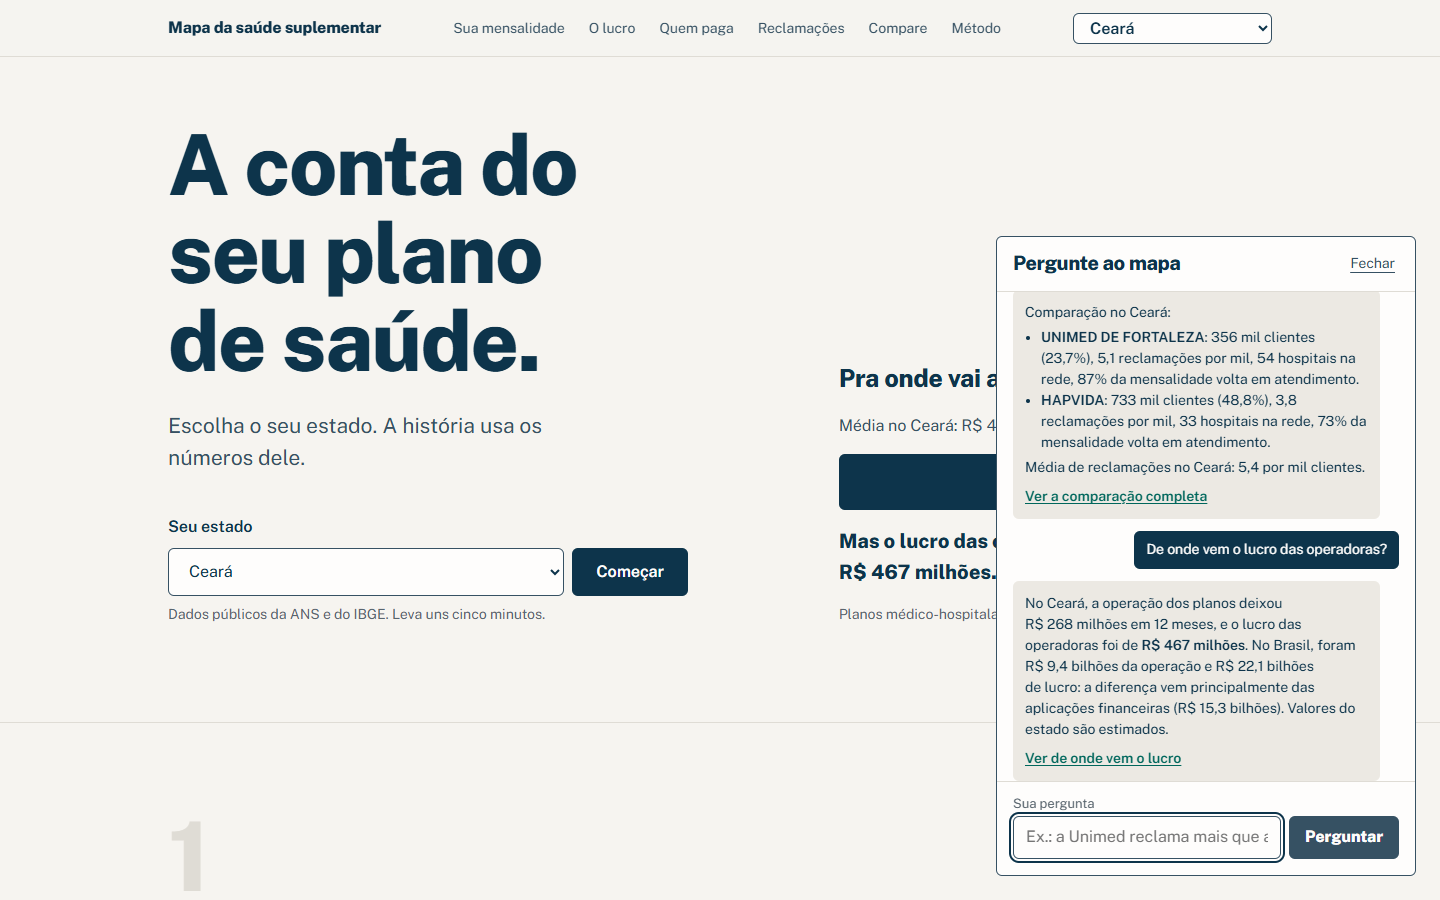 Mapa da saúde suplementar
Sua mensalidade
O lucro
Quem paga
Reclamações
Compare
Método
Ceará
A conta do
seu plano
de saúde.
Escolha o seu estado. A história usa os
números dele.
Seu estado
Ceará
Começar
Dados públicos da ANS e do IBGE. Leva uns cinco minutos.
Pra onde vai a
Média no Ceará: R$ 4
Mas o lucro das
R$ 467 milhões.
Planos médico-hospitala
1
Pergunte ao mapa
Fechar
Comparação no Ceará:
• UNIMED DE FORTALEZA: 356 mil clientes
(23,7%), 5,1 reclamações por mil, 54 hospitais na
rede, 87% da mensalidade volta em atendimento.
• HAPVIDA: 733 mil clientes (48,8%), 3,8
reclamações por mil, 33 hospitais na rede, 73% da
mensalidade volta em atendimento.
Média de reclamações no Ceará: 5,4 por mil clientes.
Ver a comparação completa
De onde vem o lucro das operadoras?
No Ceará, a operação dos planos deixou
R$ 268 milhões em 12 meses, e o lucro das
operadoras foi de R$ 467 milhões. No Brasil, foram
R$ 9,4 bilhões da operação e R$ 22,1 bilhões
de lucro: a diferença vem principalmente das
aplicações financeiras (R$ 15,3 bilhões). Valores do
estado são estimados.
Ver de onde vem o lucro
Sua pergunta
Ex.: a Unimed reclama mais que a
Perguntar